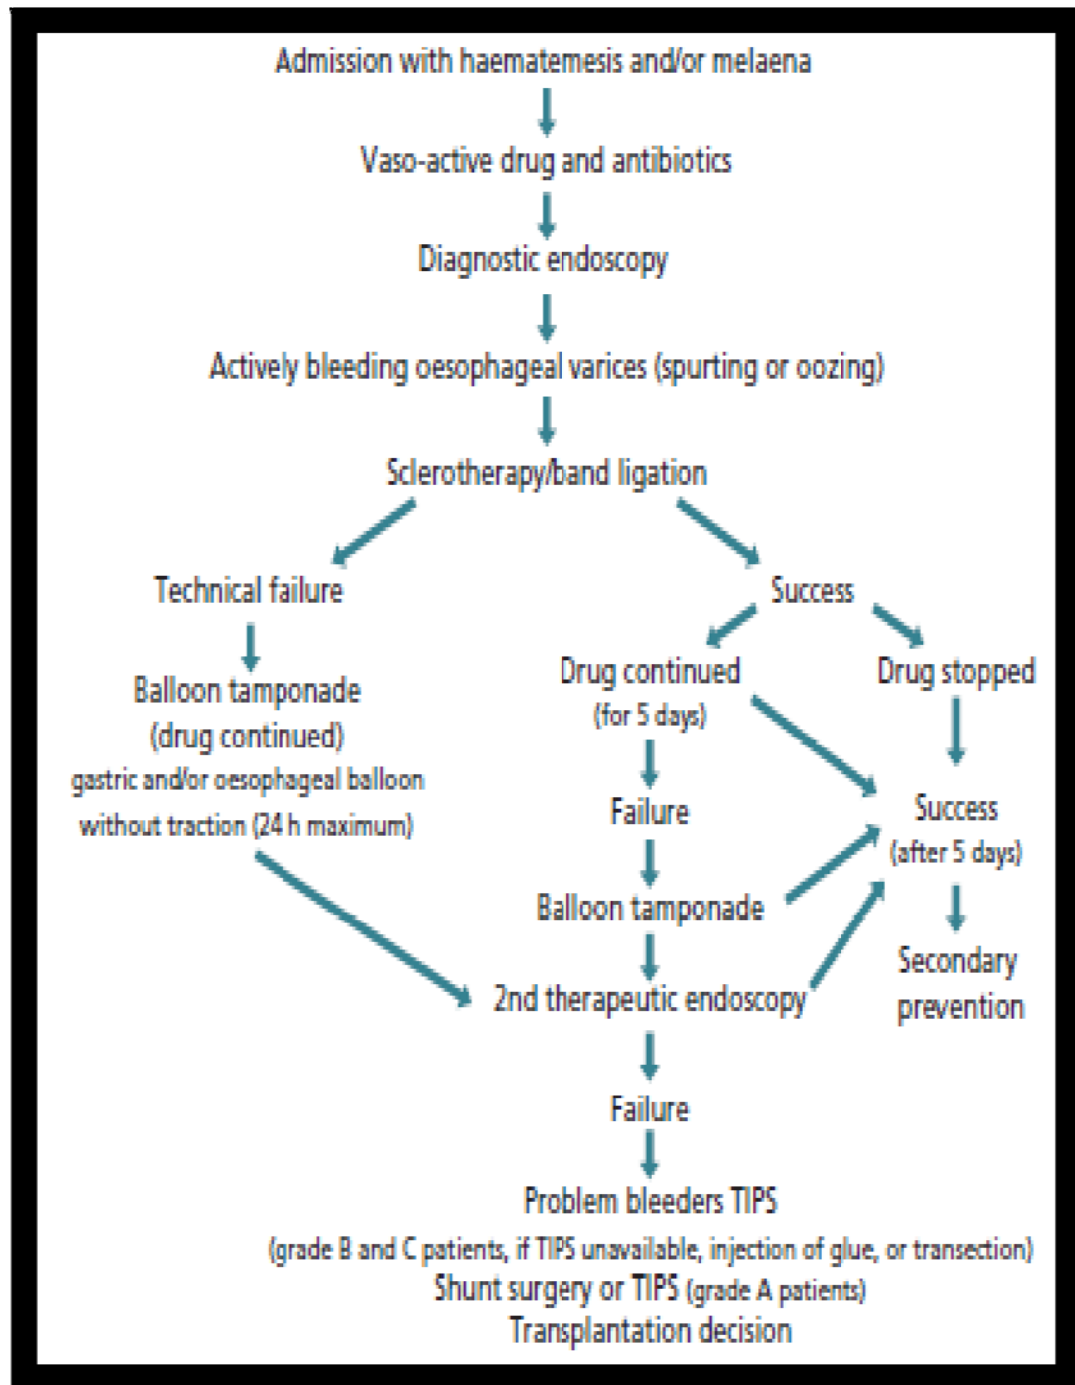 Admission with haematemesis and/or melaena
Vaso-active drug and antibiotics
Diagnostic endoscopy
Actively bleeding oesophageal varices (spurting or oozing)
Sclerotherapy/band ligation
Technical failure
Success
Balloon tamponade
(drug continued)
gastric and/or oesophageal balloon
without traction (24 h maximum)
Drug continued
(for 5 days)
Drug stopped
Failure
Success
(after 5 days)
Balloon tamponade
Secondary
prevention
2nd therapeutic endoscopy
Failure
Problem bleeders TIPS
(grade B and C patients, if TIPS unavailable, injection of glue, or transection)
Shunt surgery or TIPS (grade A patients)
Transplantation decision